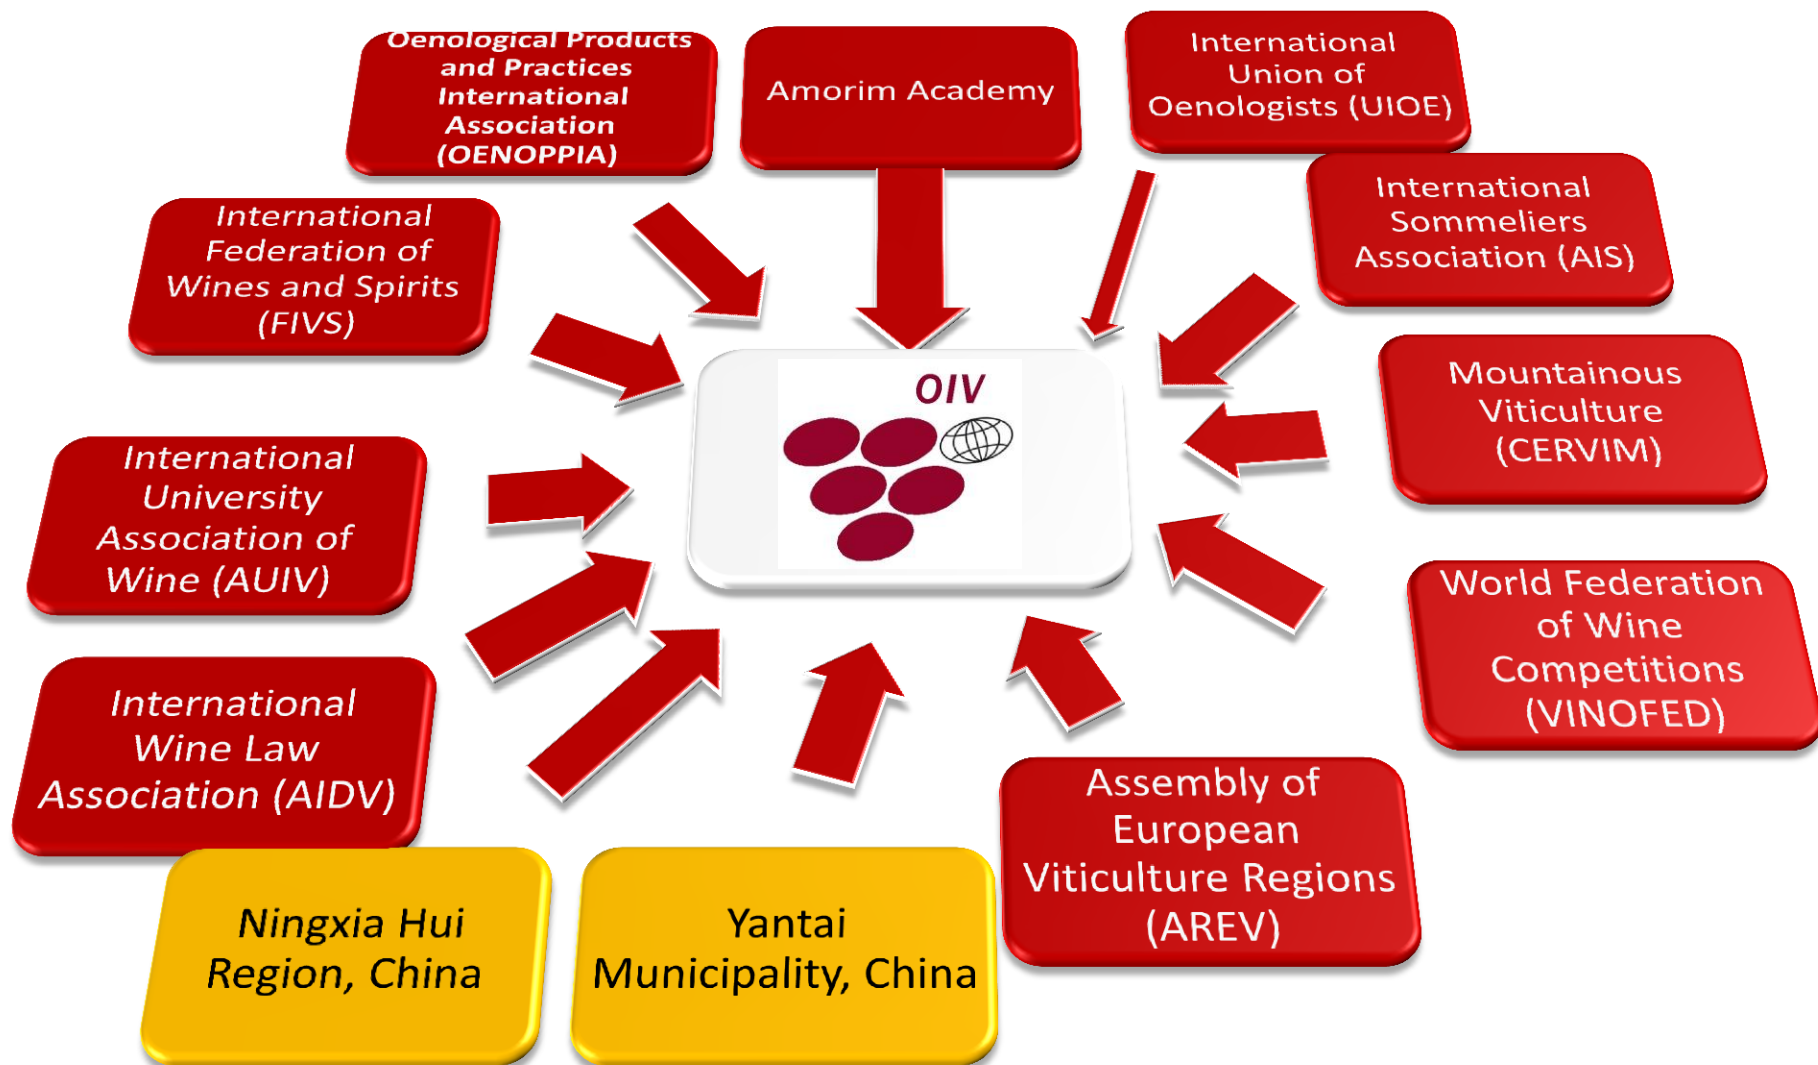 Oenological Products
and Practices
International
Association
(OENOPPIA)
Amorim Academy
International
Union of
Oenologists (UIOE)
International
Sommeliers
Association (AIS)
International
Federation of
Wines and Spirits
(FIVS)
OIV
Mountainous
Viticulture
(CERVIM)
International
University
Association of
Wine (AUIV)
World Federation
of Wine
Competitions
(VINOFED)
International
Wine Law
Association (AIDV)
Assembly of
European
Viticulture Regions
(AREV)
Ningxia Hui
Region, China
Yantai
Municipality, China